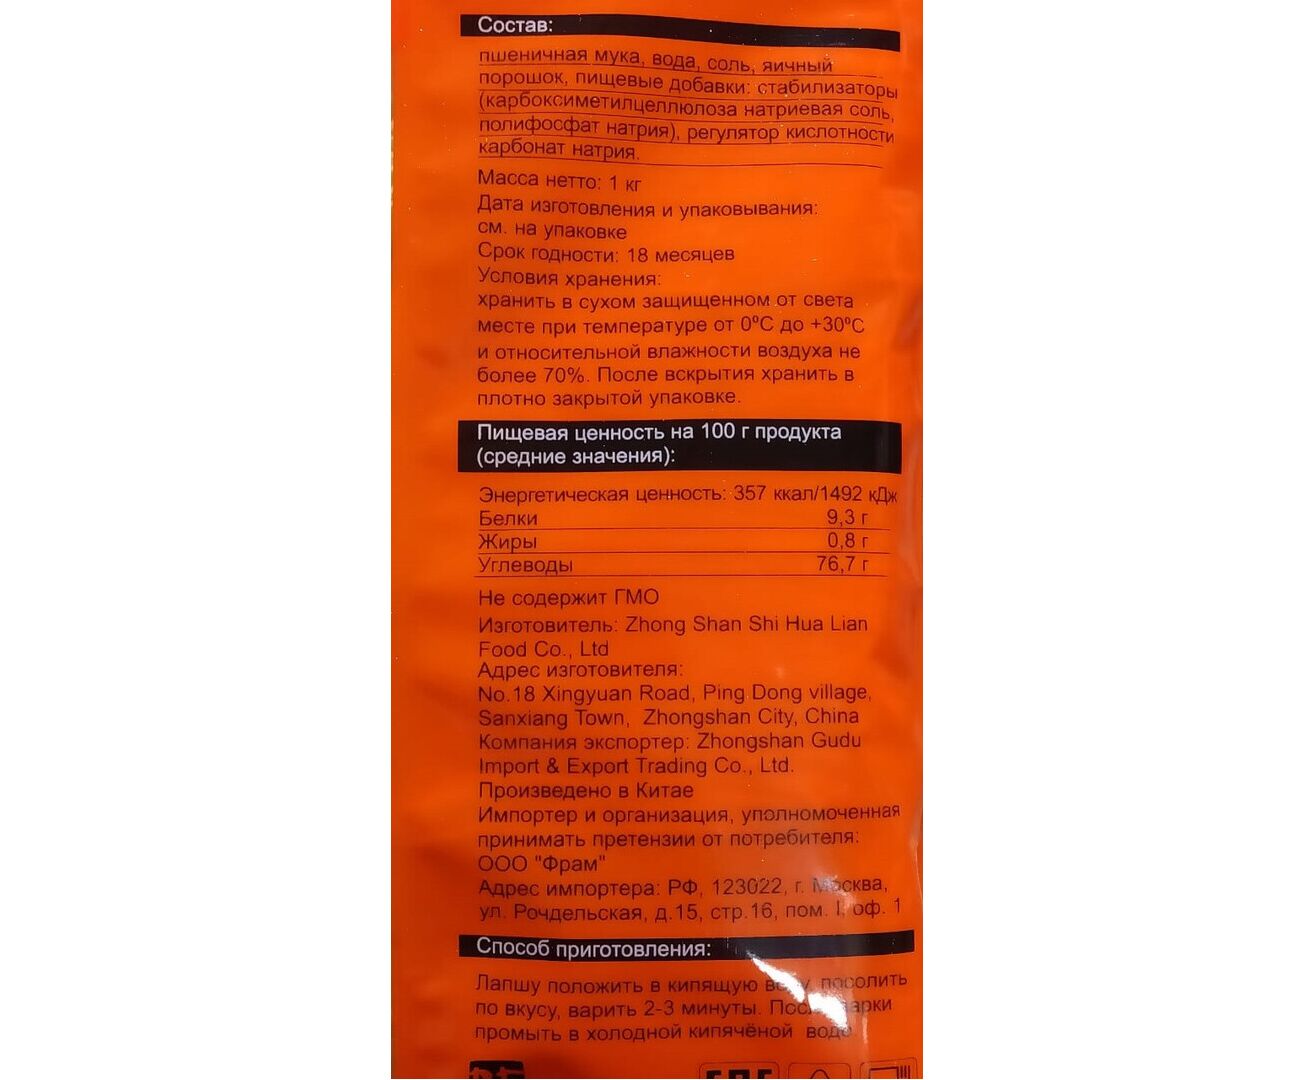 Состав:
пшеничная мука, вода, соль, яичный
порошок, пищевые добавки: стабилизаторы
(карбоксиметилцеллюлоза натриевая соль,
полифосфат натрия), регулятор кислотности
карбонат натрия.
Масса нетто: 1 кг
Дата изготовления и упаковывания:
см. на упаковке
Срок годности: 18 месяцев
Условия хранения:
хранить в сухом защищенном от света
месте при температуре от 0°С до +30°С
и относительной влажности воздуха не
более 70%. После вскрытия хранить в
плотно закрытой упаковке.
Пищевая ценность на 100 г продукта
(средние значения):
Энергетическая ценность: 357 ккал/1492 кДж
Белки 9,3 г
Жиры 0,8 г
Углеводы 76,7 г
Не содержит ГМО
Изготовитель: Zhong Shan Shi Hua Lian
Food Co., Ltd
Адрес изготовителя:
No.18 Xingyuan Road, Ping Dong village,
Sanxiang Town, Zhongshan City, China
Компания экспортер: Zhongshan Gudu
Import & Export Trading Co., Ltd.
Произведено в Китае
Импортер и организация, уполномоченная
принимать претензии от потребителя:
ООО "Фрам"
Адрес импортера: РФ, 123022, г. Москва,
ул. Рочдельская, д.15, стр.16, пом. I, оф. 1
Способ приготовления:
Лапшу положить в кипящую воду, посолить
по вкусу, варить 2-3 минуты. После варки
промыть в холодной кипячёной воде